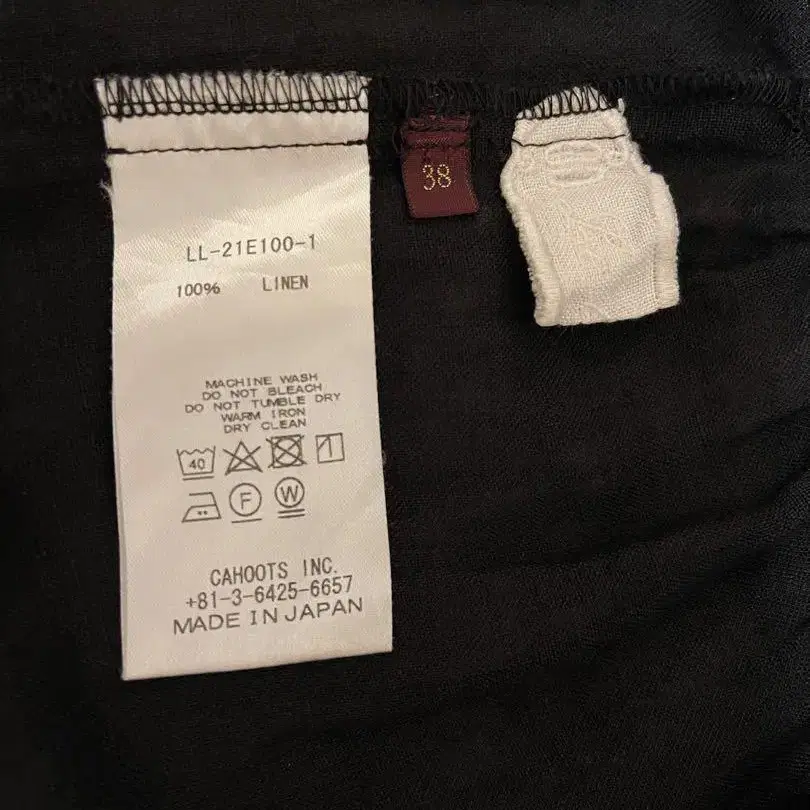 LL-21E100-1
100% LINEN
MACHINE WASH
DO NOT BLEACH
DO NOT TUMBLE DRY
WARM IRON
DRY CLEAN
40
F W
CAHOOTS INC.
+81-3-6425-6657
MADE IN JAPAN
38